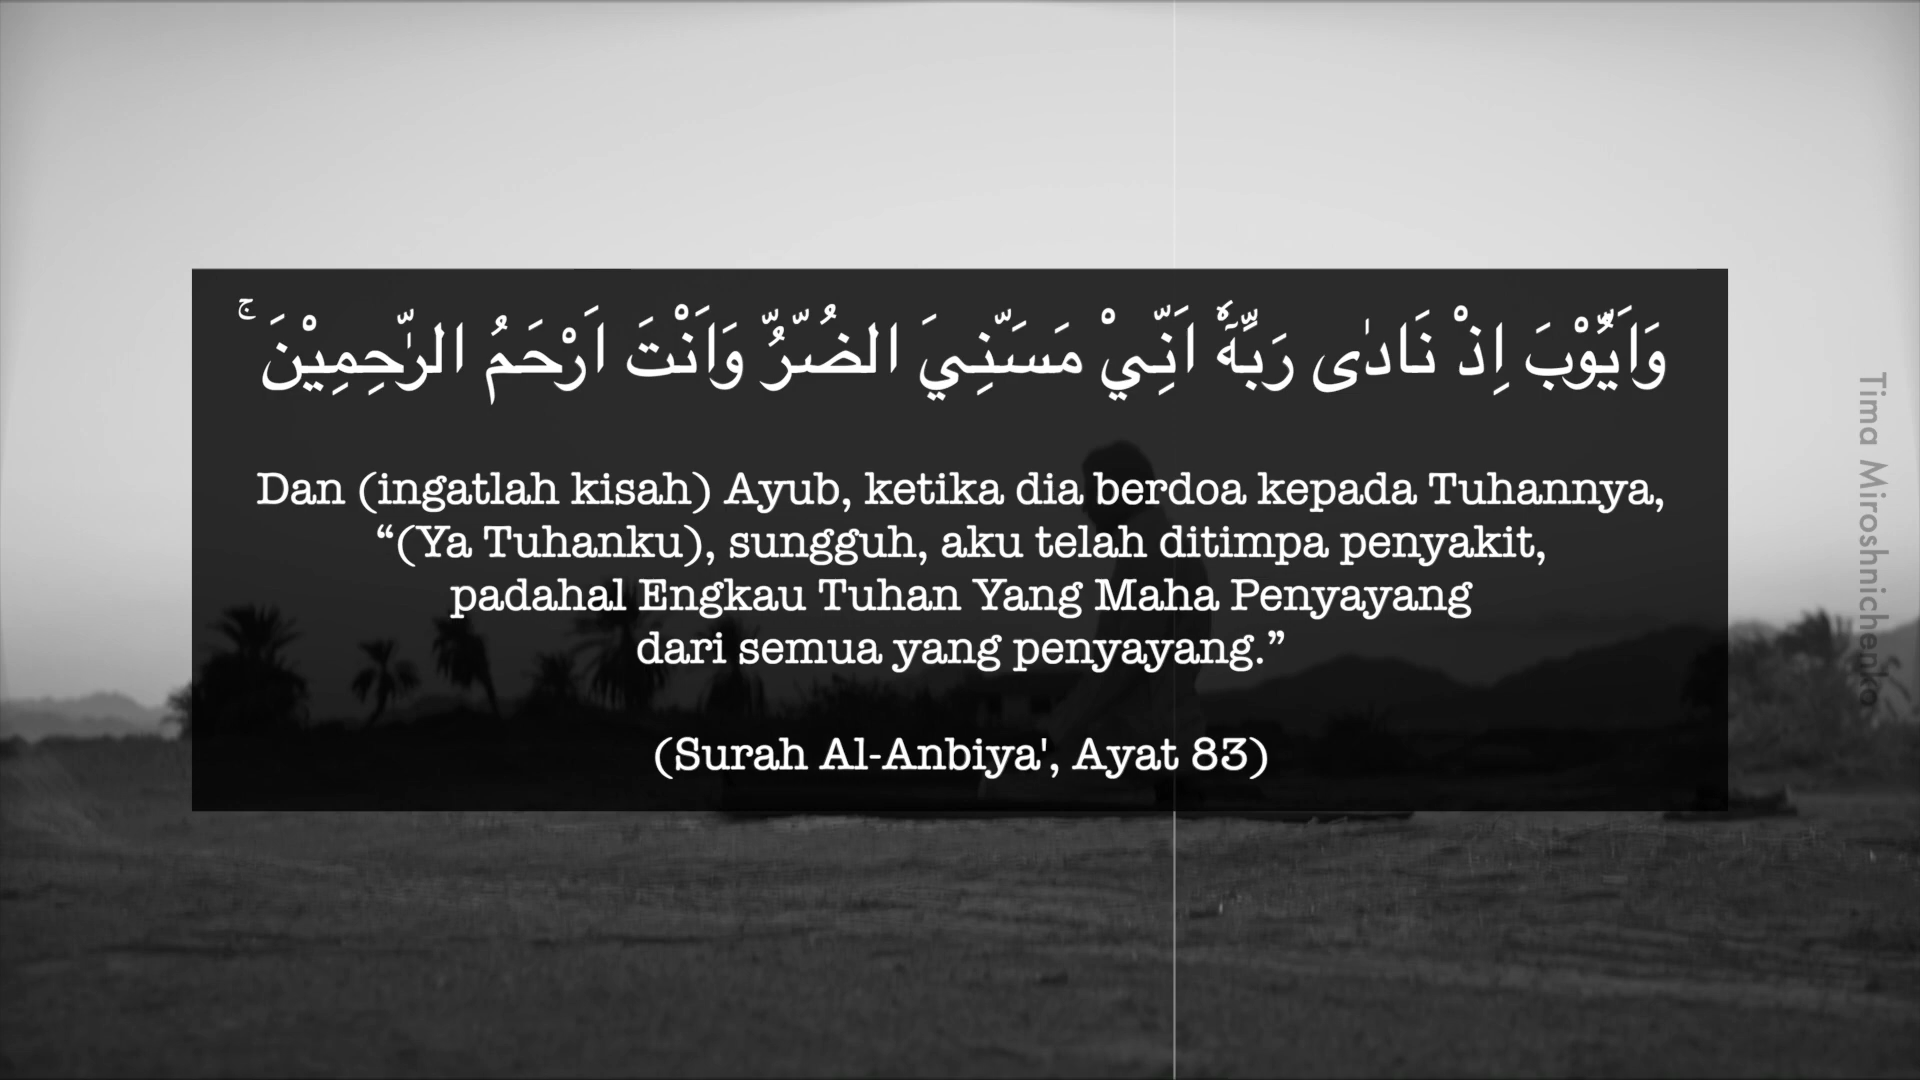 وَاَيُّوْبَ اِذْ نَادٰى رَبَّهٗٓ اَنِّيْ مَسَّنِيَ الضُّرُّ وَاَنْتَ اَرْحَمُ الرّٰحِمِيْنَ ۚ
Dan (ingatlah kisah) Ayub, ketika dia berdoa kepada Tuhannya,
“(Ya Tuhanku), sungguh, aku telah ditimpa penyakit,
padahal Engkau Tuhan Yang Maha Penyayang
dari semua yang penyayang.”
(Surah Al-Anbiya', Ayat 83)
Tima Miroshnichenko